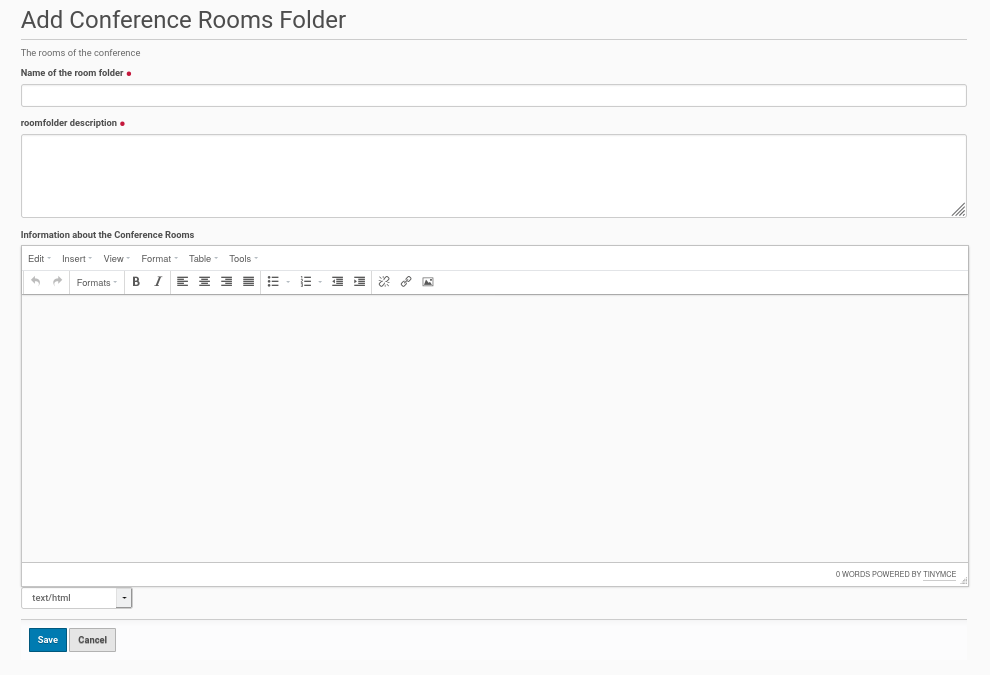 Add Conference Rooms Folder
The rooms of the conference
Name of the room folder
roomfolder description
Information about the Conference Rooms
Edit Insert View Format Table Tools
Formats B I
0 WORDS POWERED BY TINYMCE
text/html
Save Cancel